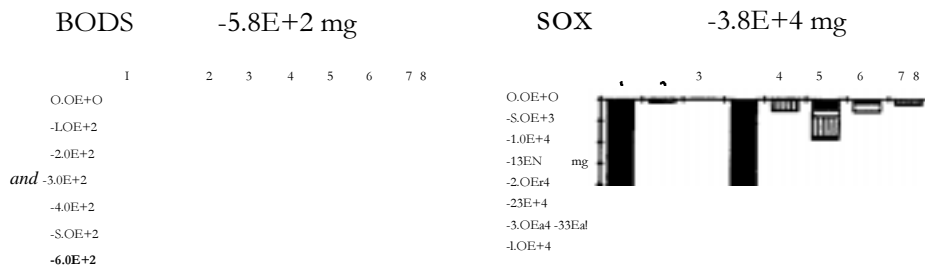 BODS -5.8E+2 mg
I 2 3 4 5 6 7 8
O.OE+O
-I.OE+2
-2.0E+2
and -3.0E+2
-4.0E+2
-S.OE+2
-6.0E+2
SOX -3.8E+4 mg
3 4 5 6 7 8
O.OE+O
-S.OE+3
-1.0E+4
-13EN mg
-2.OEr4
-23E+4
-3.OEa4 -33Ea!
-l.OE+4